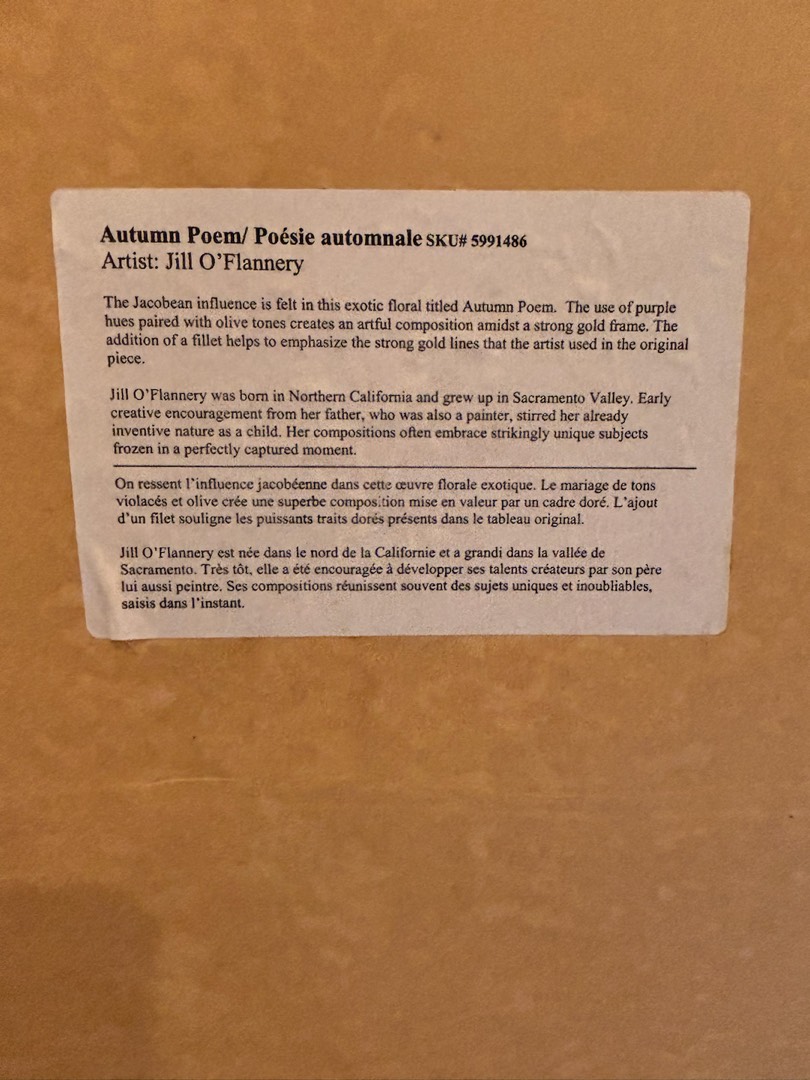 Autumn Poem/ Poésie automnale SKU# 5991486
Artist: Jill O'Flannery
The Jacobean influence is felt in this exotic floral titled Autumn Poem. The use of purple
hues paired with olive tones creates an artful composition amidst a strong gold frame. The
addition of a fillet helps to emphasize the strong gold lines that the artist used in the original
piece.
Jill O'Flannery was born in Northern California and grew up in Sacramento Valley. Early
creative encouragement from her father, who was also a painter, stirred her already
inventive nature as a child. Her compositions often embrace strikingly unique subjects
frozen in a perfectly captured moment.
On ressent l'influence jacobéenne dans cette œuvre florale exotique. Le mariage de tons
violacés et olive crée une superbe composition mise en valeur par un cadre doré. L'ajout
d'un filet souligne les puissants traits dorés présents dans le tableau original.
Jill O'Flannery est née dans le nord de la Californie et a grandi dans la vallée de
Sacramento. Très tôt, elle a été encouragée à développer ses talents créateurs par son père
lui aussi peintre. Ses compositions réunissent souvent des sujets uniques et inoubliables,
saisis dans l'instant.